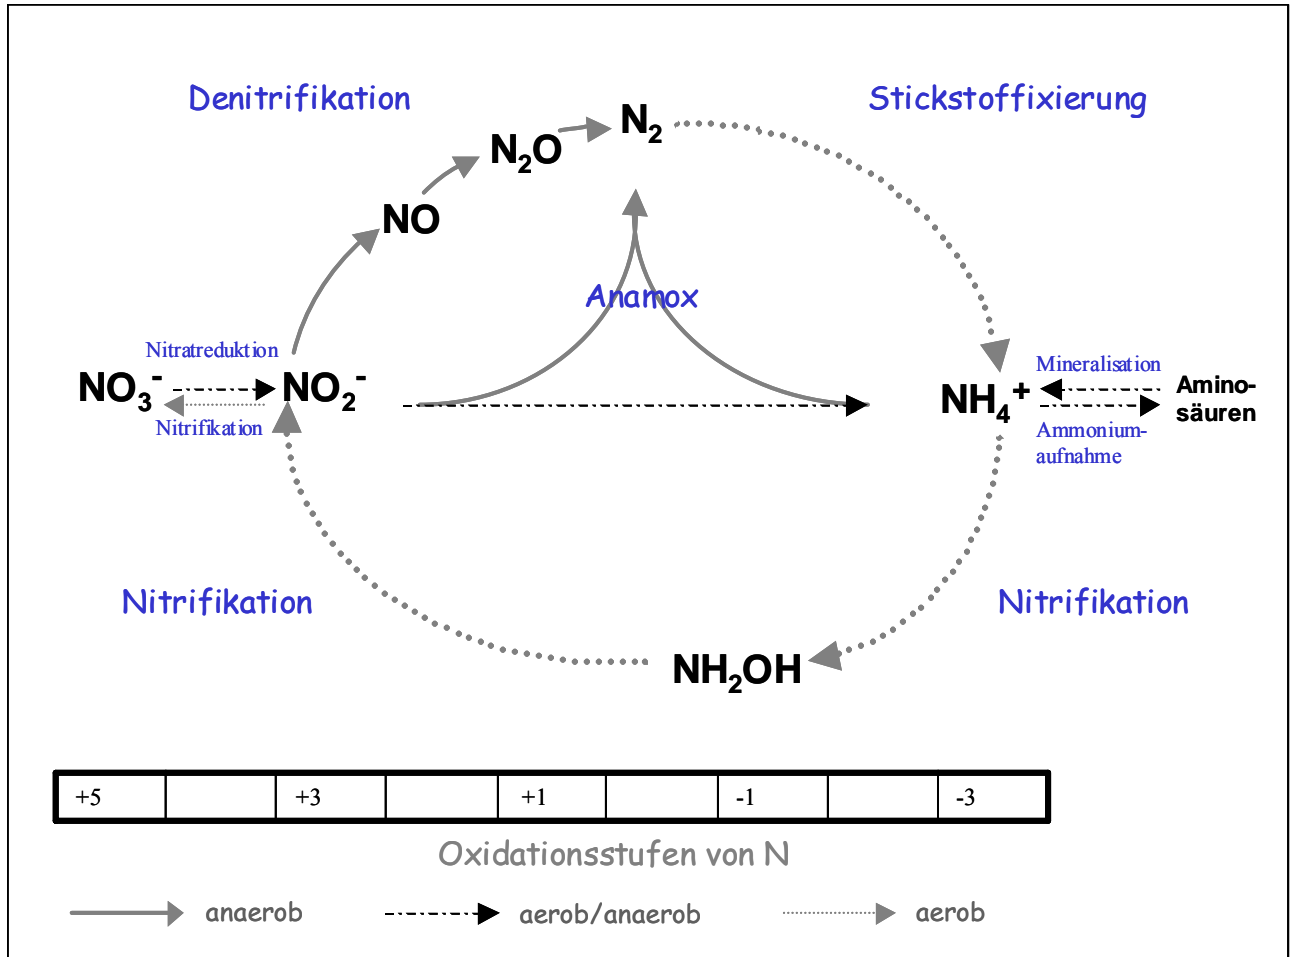 Denitrifikation
Stickstoffixierung
N₂
N₂O
NO
Anamox
Nitratreduktion
NO₃⁻
NO₂⁻
Nitrifikation
NH₄⁺
Mineralisation
Amino-
säuren
Ammonium-
aufnahme
Nitrifikation
Nitrifikation
NH₂OH
+5 +3 +1 -1 -3
Oxidationsstufen von N
anaerob aerob/anaerob aerob